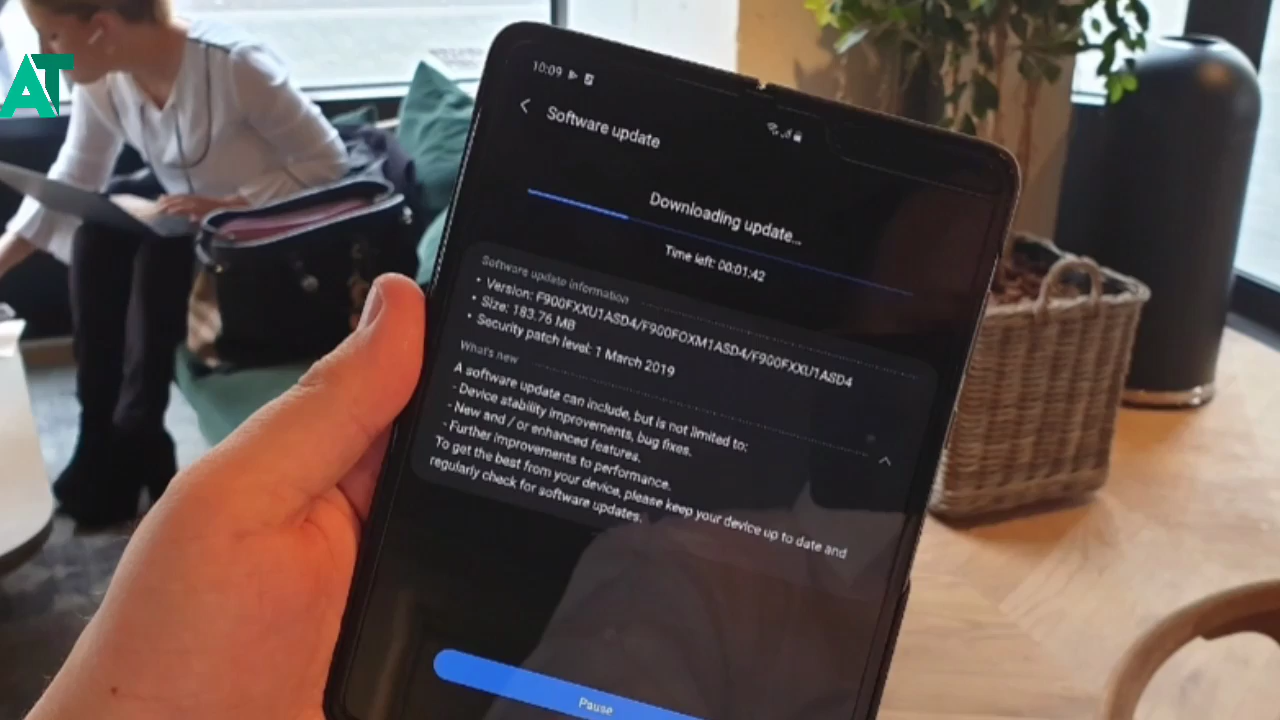 AT
10:09
Software update
Downloading update...
Time left: 00:01:42
Software update information
• Version: F900FXXU1ASD4/F900FOXM1ASD4/F900FXXU1ASD4
• Size: 183.76 MB
• Security patch level: 1 March 2019
What's new
A software update can include, but is not limited to:
- Device stability improvements, bug fixes.
- New and / or enhanced features.
- Further improvements to performance.
To get the best from your device, please keep your device up to date and
regularly check for software updates.
Pause